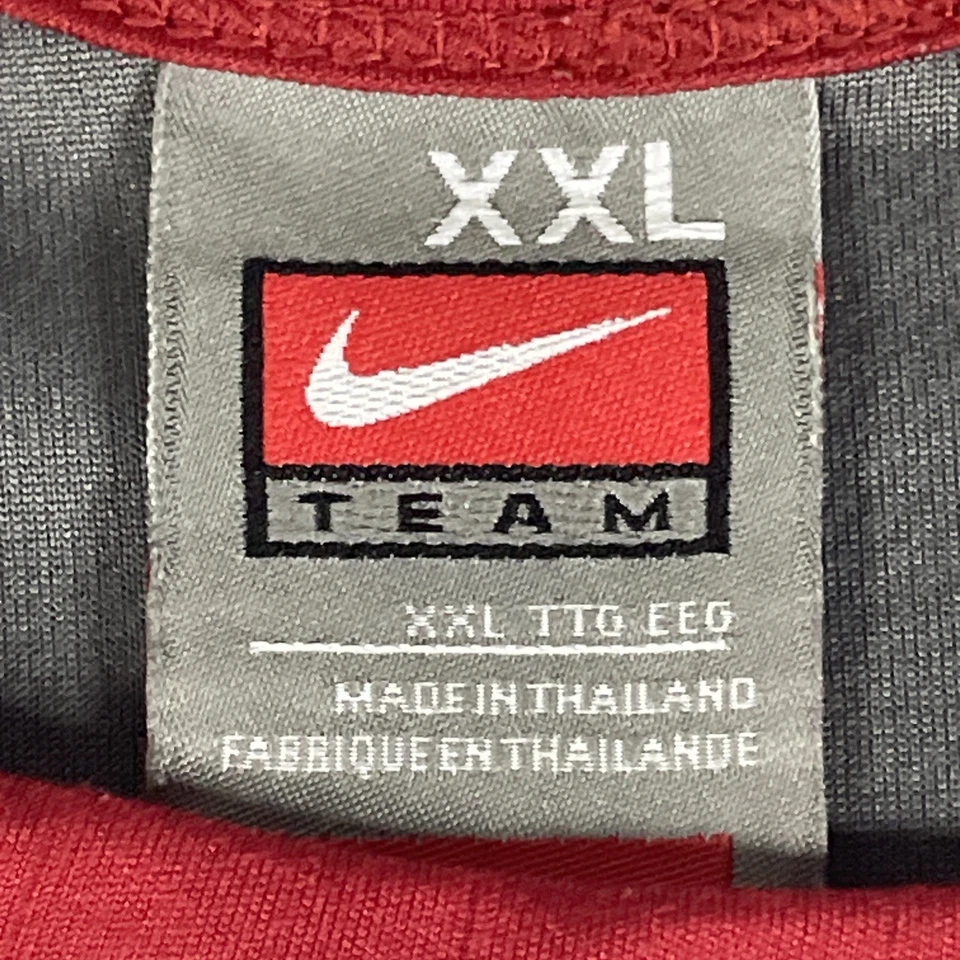 XXL
TEAM
XXL TTG EEG
MADE IN THAILAND
FABRIQUE EN THAILANDE